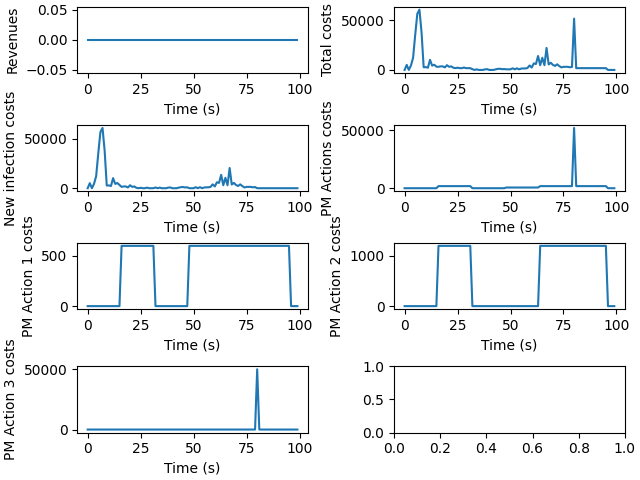 Revenues
0.05
0.00
−0.05
0 25 50 75 100
Time (s)
Total costs
50000
0
0 25 50 75 100
Time (s)
New infection costs
50000
0
0 25 50 75 100
Time (s)
PM Actions costs
50000
0
0 25 50 75 100
Time (s)
PM Action 1 costs
500
0
0 25 50 75 100
Time (s)
PM Action 2 costs
1000
0
0 25 50 75 100
Time (s)
PM Action 3 costs
50000
0
0 25 50 75 100
Time (s)
1.0
0.5
0.0
0.0 0.2 0.4 0.6 0.8 1.0